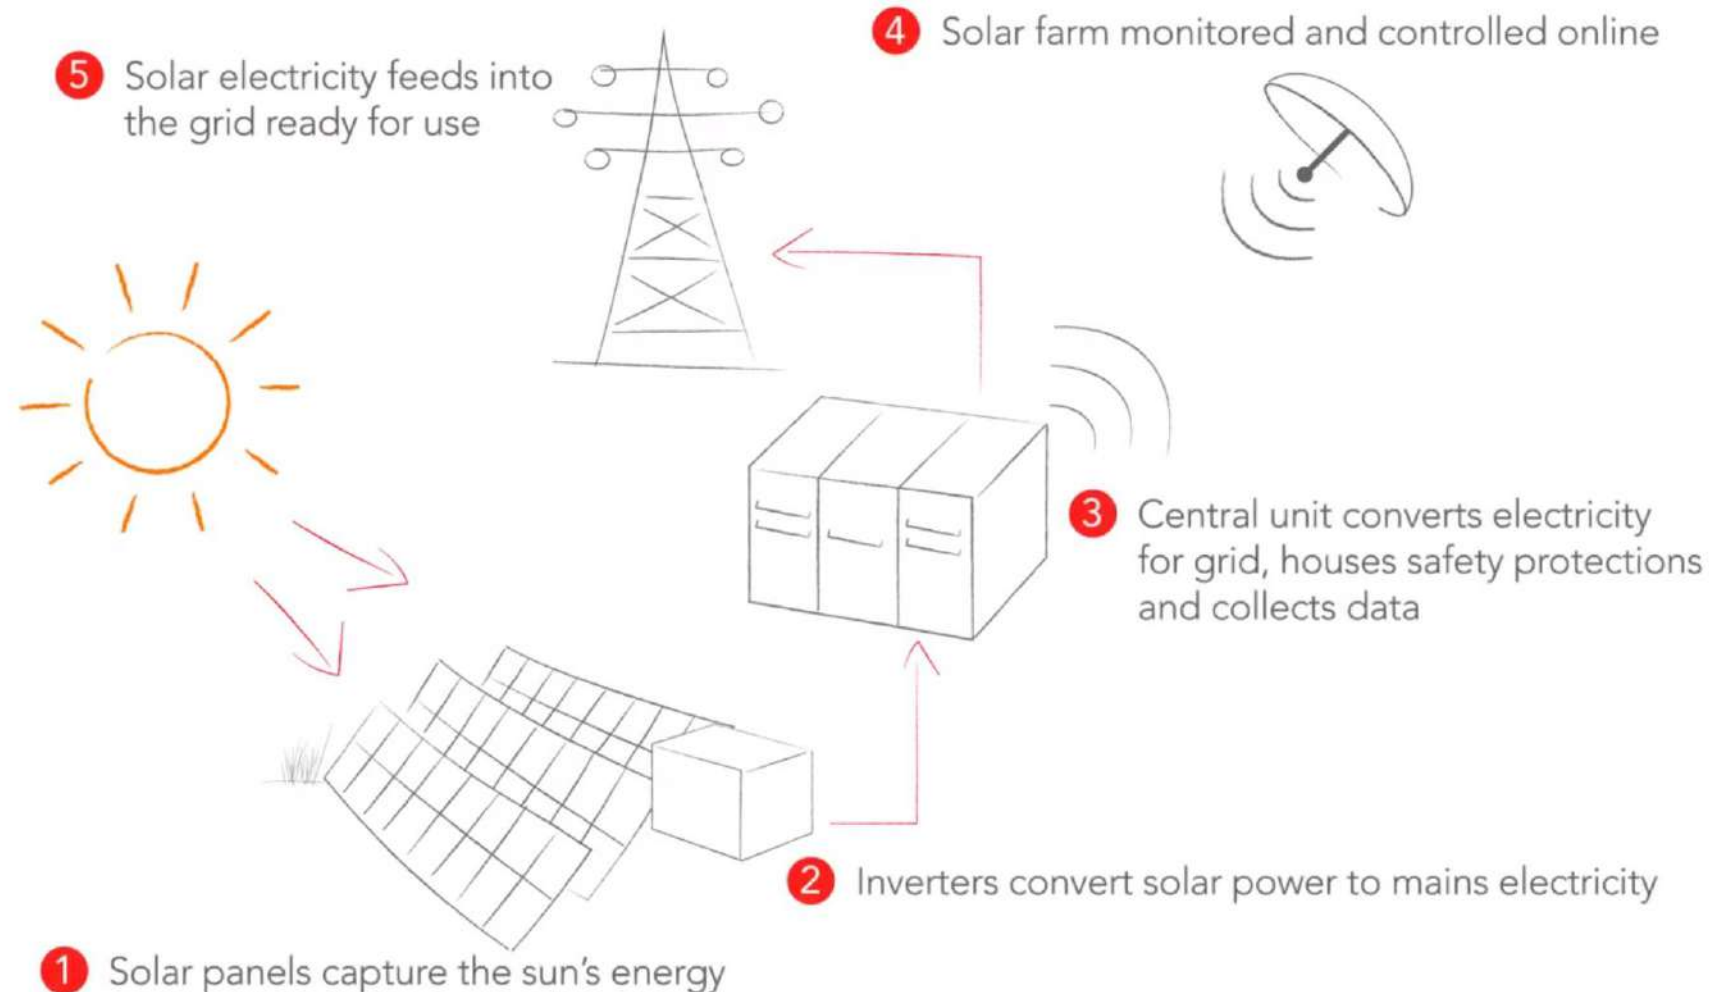 4 Solar farm monitored and controlled online
5 Solar electricity feeds into
the grid ready for use
3 Central unit converts electricity
for grid, houses safety protections
and collects data
2 Inverters convert solar power to mains electricity
1 Solar panels capture the sun's energy